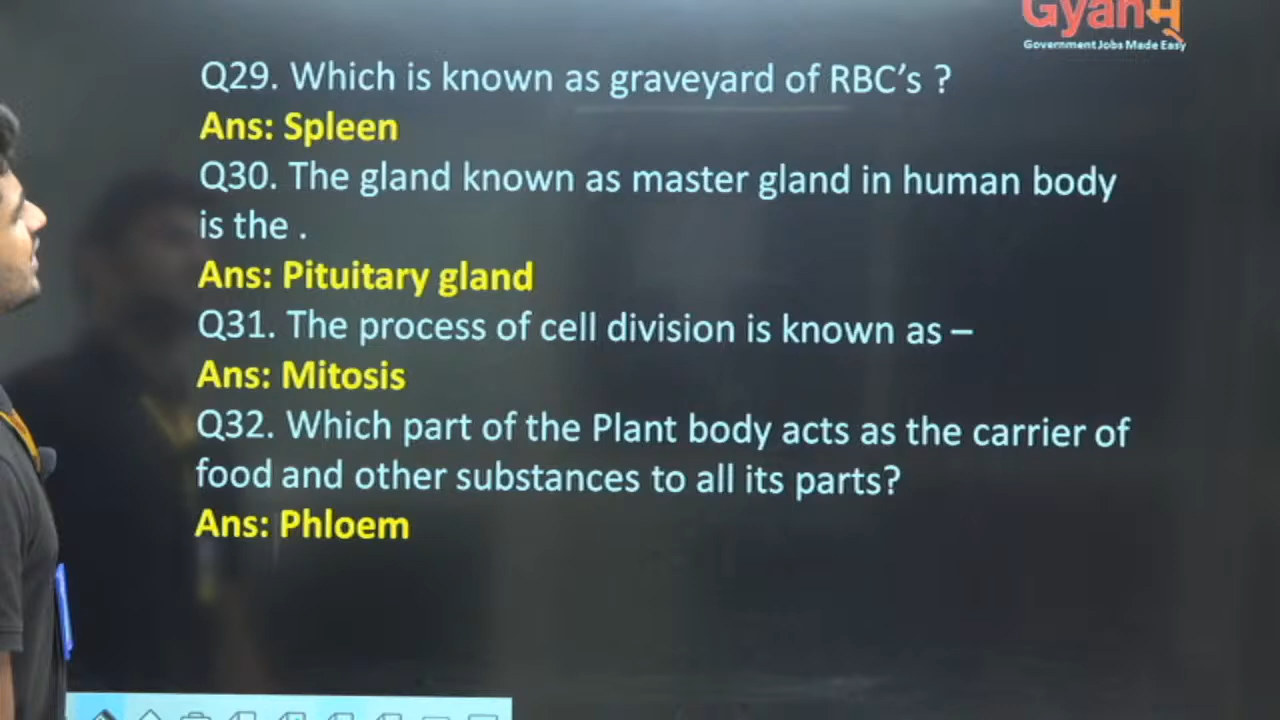 Gyanम्
Government Jobs Made Easy
Q29. Which is known as graveyard of RBC's ?
Ans: Spleen
Q30. The gland known as master gland in human body
is the .
Ans: Pituitary gland
Q31. The process of cell division is known as –
Ans: Mitosis
Q32. Which part of the Plant body acts as the carrier of
food and other substances to all its parts?
Ans: Phloem